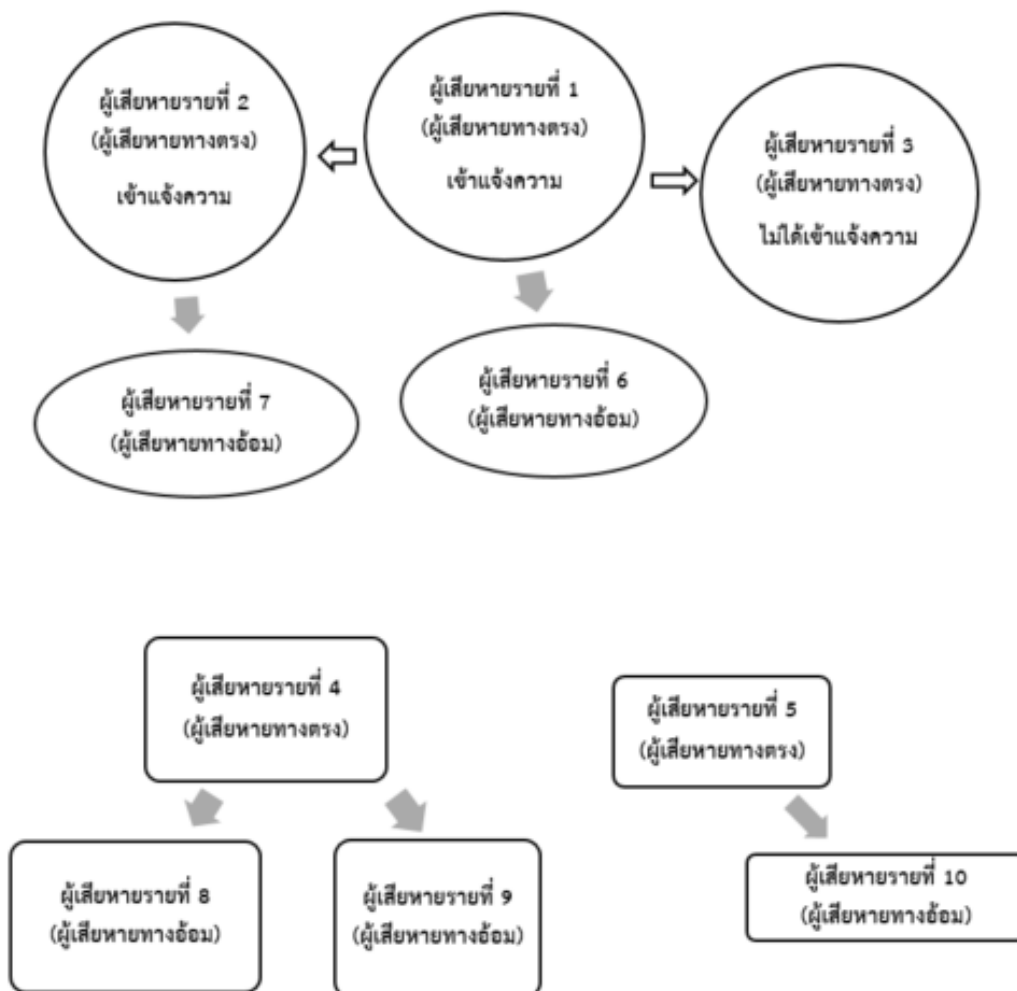 ผู้เสียหายรายที่ 2
(ผู้เสียหายทางตรง)
เข้าแจ้งความ
ผู้เสียหายรายที่ 1
(ผู้เสียหายทางตรง)
เข้าแจ้งความ
ผู้เสียหายรายที่ 3
(ผู้เสียหายทางตรง)
ไม่ได้เข้าแจ้งความ
ผู้เสียหายรายที่ 7
(ผู้เสียหายทางอ้อม)
ผู้เสียหายรายที่ 6
(ผู้เสียหายทางอ้อม)
ผู้เสียหายรายที่ 4
(ผู้เสียหายทางตรง)
ผู้เสียหายรายที่ 5
(ผู้เสียหายทางตรง)
ผู้เสียหายรายที่ 8
(ผู้เสียหายทางอ้อม)
ผู้เสียหายรายที่ 9
(ผู้เสียหายทางอ้อม)
ผู้เสียหายรายที่ 10
(ผู้เสียหายทางอ้อม)